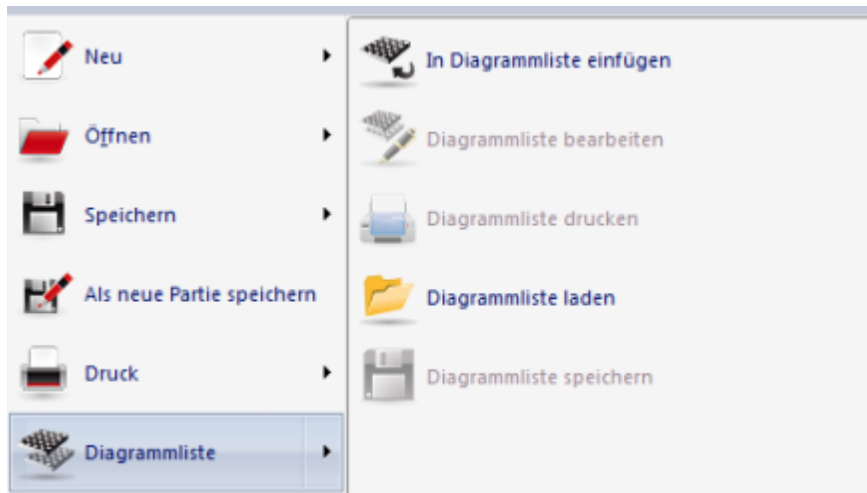 Neu
Öffnen
Speichern
Als neue Partie speichern
Druck
Diagrammliste
In Diagrammliste einfügen
Diagrammliste bearbeiten
Diagrammliste drucken
Diagrammliste laden
Diagrammliste speichern